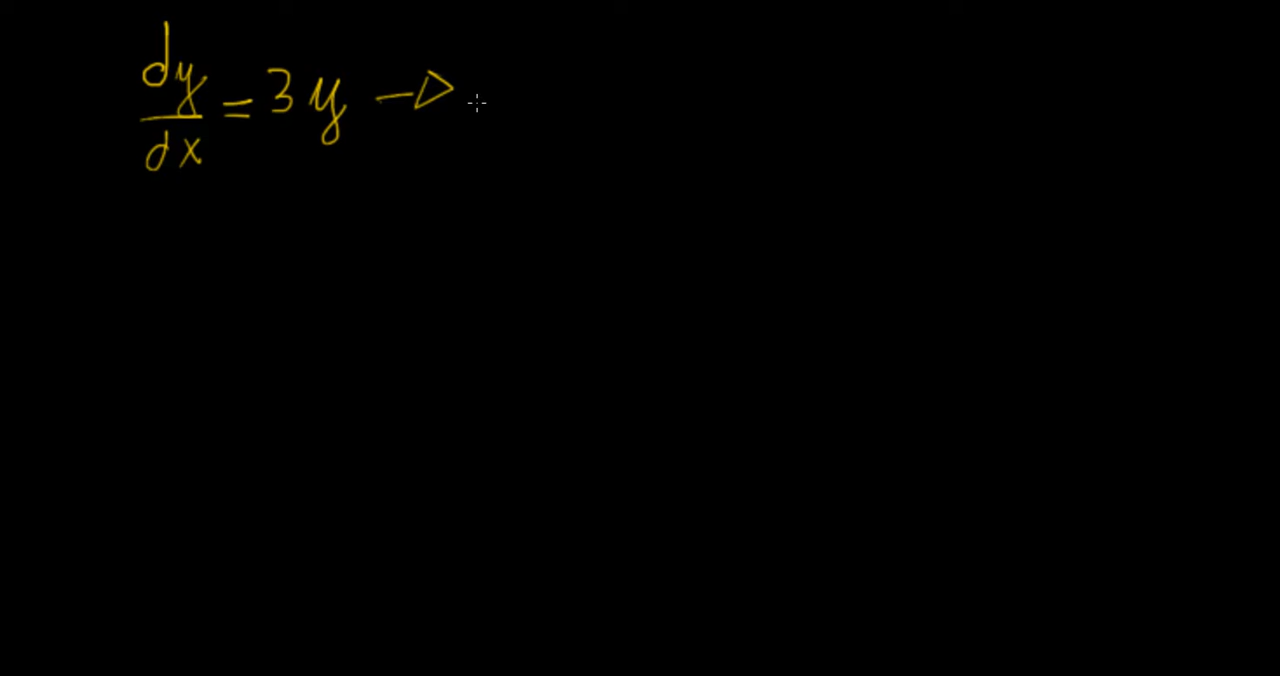 dy/dx = 3y →